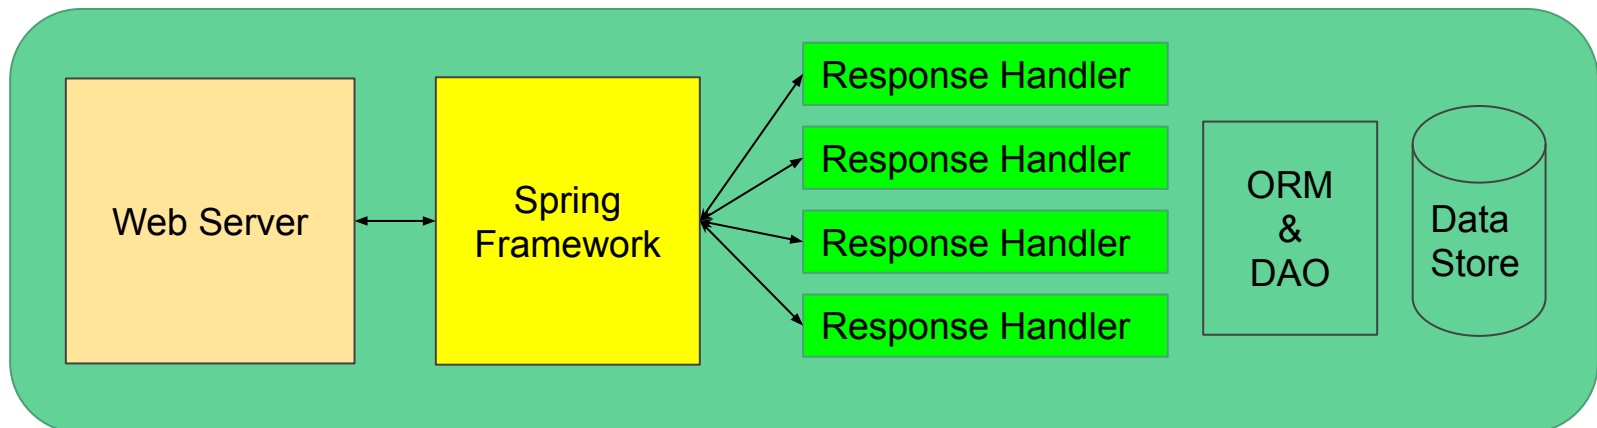 Web Server
Spring
Framework
Response Handler
Response Handler
Response Handler
Response Handler
ORM
&
DAO
Data
Store